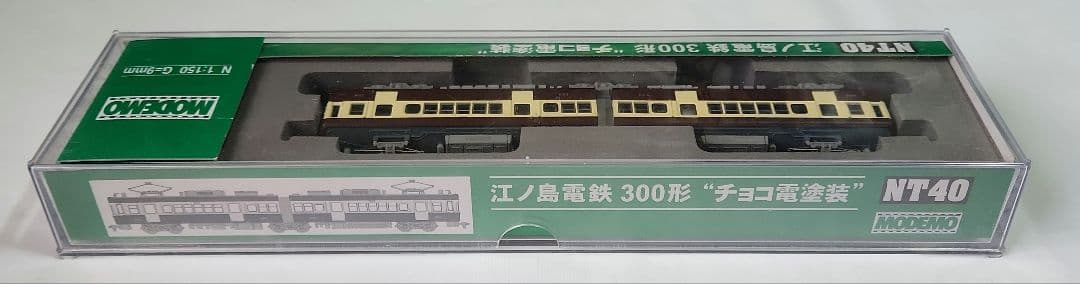 NT40 江ノ島電鉄 300形 “チョコ電塗装”
N 1:150 G=9mm
MODEMO
江ノ島電鉄 300形 “チョコ電塗装”
NT40
MODEMO